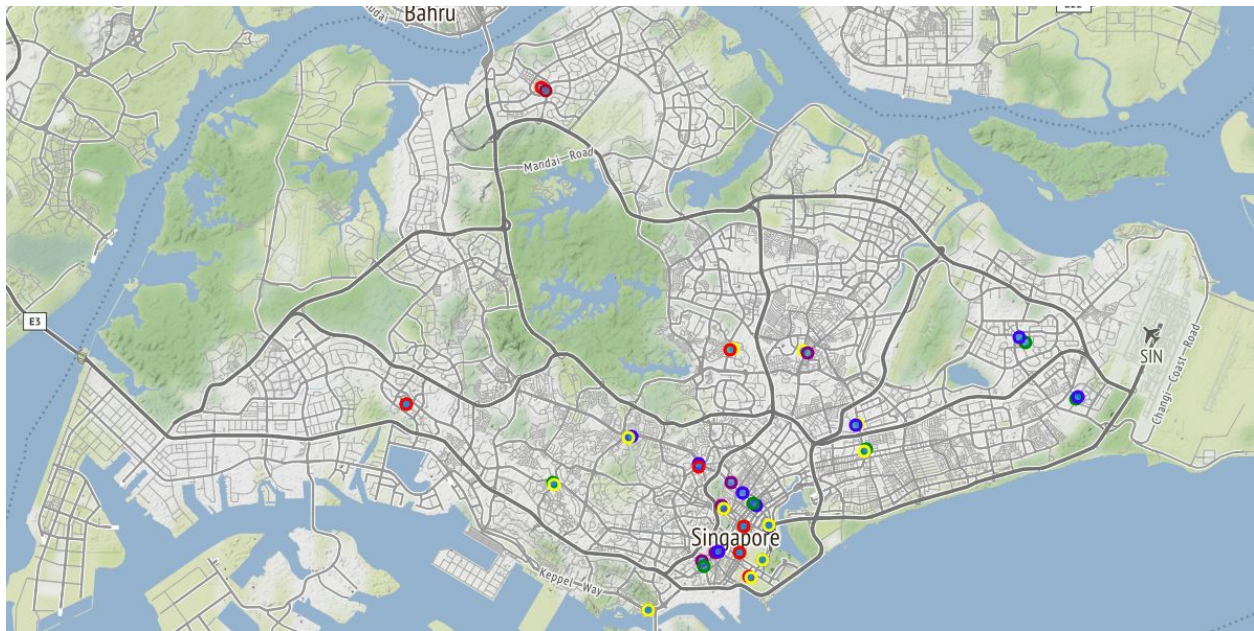 Bahru
Mandai-Road
E3
SIN
Changi-Coast-Road
Singapore
Keppel-Way